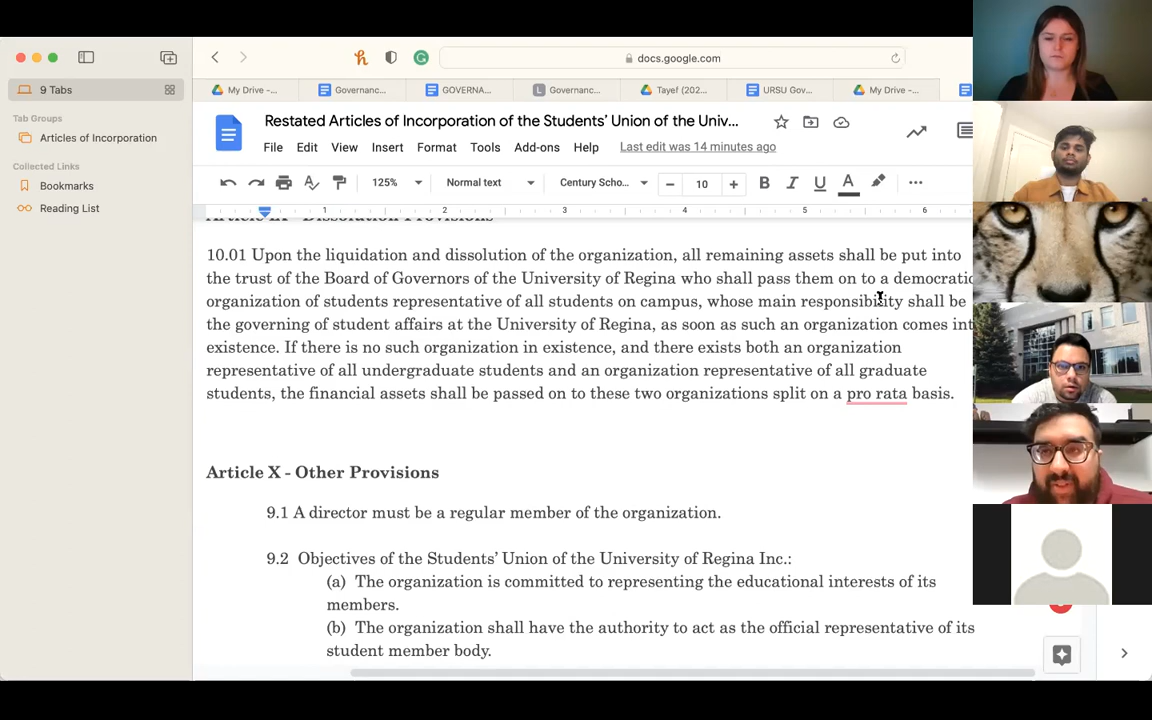 9 Tabs
Tab Groups
Articles of Incorporation
Collected Links
Bookmarks
Reading List
docs.google.com
My Drive -...
Governanc...
GOVERNA...
Governanc...
Tayef (202...
URSU Gov...
My Drive -...
Restated Articles of Incorporation of the Students' Union of the Univ...
File Edit View Insert Format Tools Add-ons Help Last edit was 14 minutes ago
125% Normal text Century Scho... 10
1 2 3 4 5 6
10.01 Upon the liquidation and dissolution of the organization, all remaining assets shall be put into
the trust of the Board of Governors of the University of Regina who shall pass them on to a democratic
organization of students representative of all students on campus, whose main responsibility shall be
the governing of student affairs at the University of Regina, as soon as such an organization comes int
existence. If there is no such organization in existence, and there exists both an organization
representative of all undergraduate students and an organization representative of all graduate
students, the financial assets shall be passed on to these two organizations split on a pro rata basis.
Article X - Other Provisions
9.1 A director must be a regular member of the organization.
9.2 Objectives of the Students' Union of the University of Regina Inc.:
(a) The organization is committed to representing the educational interests of its
members.
(b) The organization shall have the authority to act as the official representative of its
student member body.